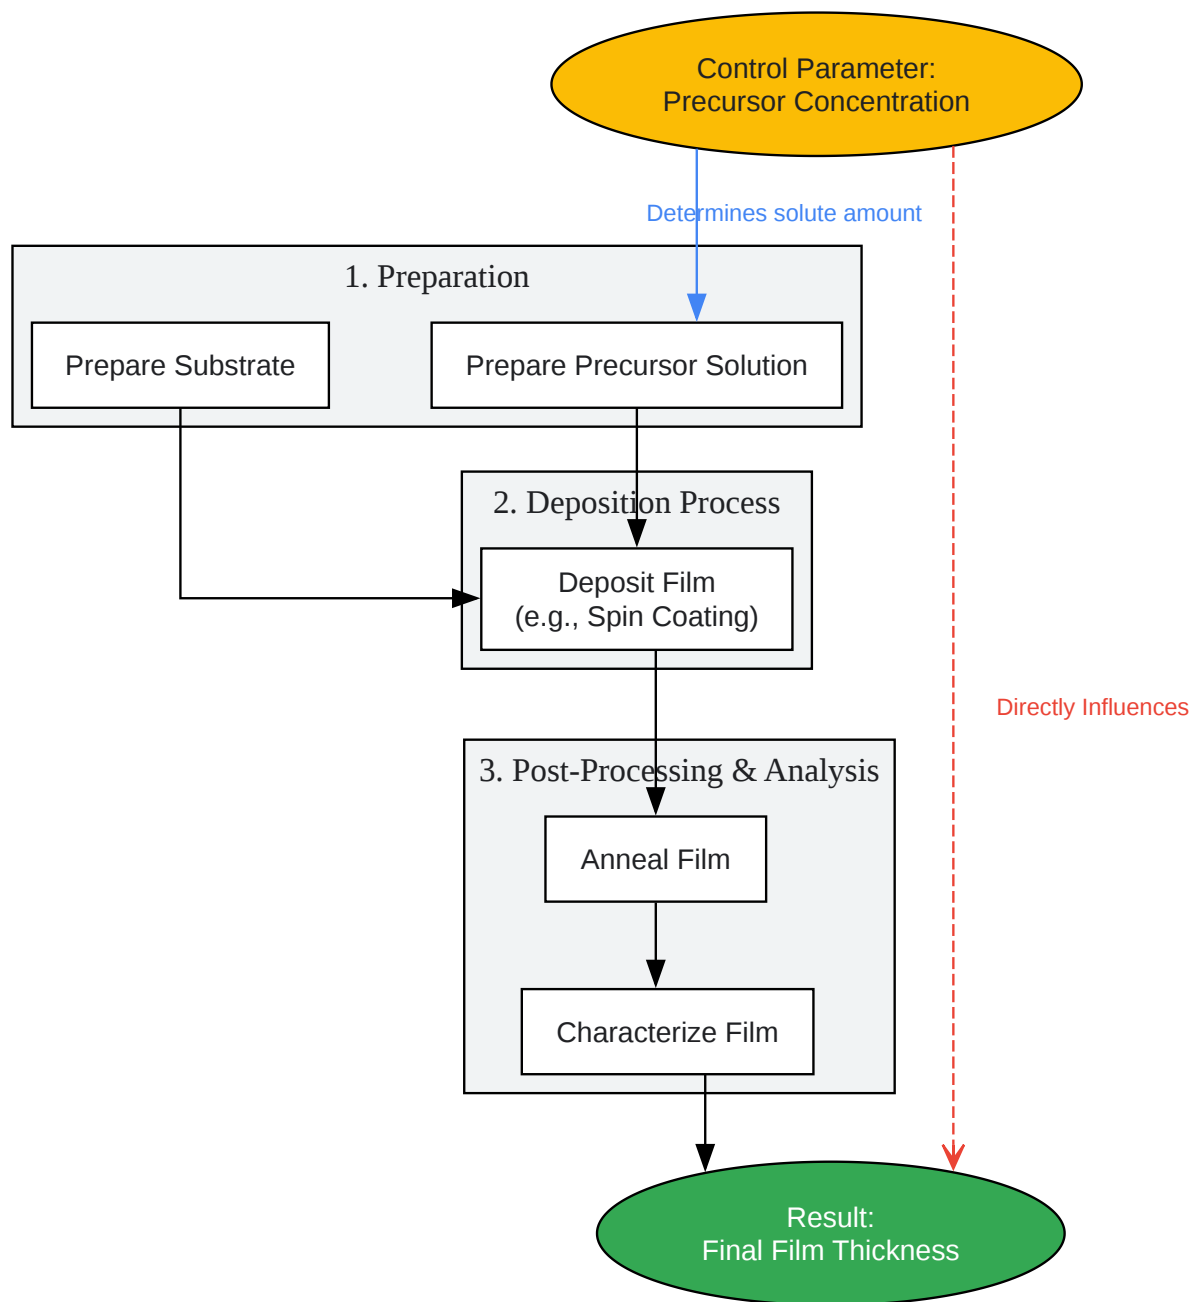 Control Parameter:
Precursor Concentration
Determines solute amount
1. Preparation
Prepare Substrate
Prepare Precursor Solution
2. Deposition Process
Deposit Film
(e.g., Spin Coating)
Directly Influences
3. Post-Processing & Analysis
Anneal Film
Characterize Film
Result:
Final Film Thickness